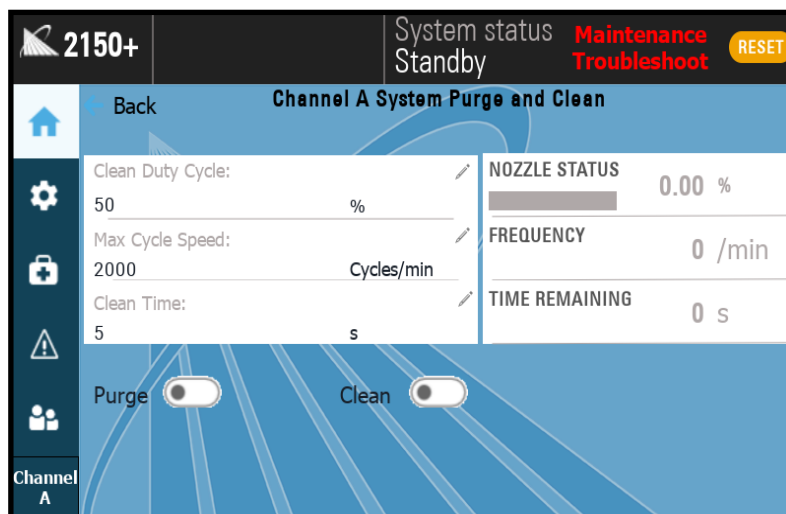 2150+
System status
Standby
Maintenance
Troubleshoot
RESET
Back
Channel A System Purge and Clean
Clean Duty Cycle:
50 %
Max Cycle Speed:
2000 Cycles/min
Clean Time:
5 s
NOZZLE STATUS
0.00 %
FREQUENCY
0 /min
TIME REMAINING
0 s
Purge
Clean
Channel
A